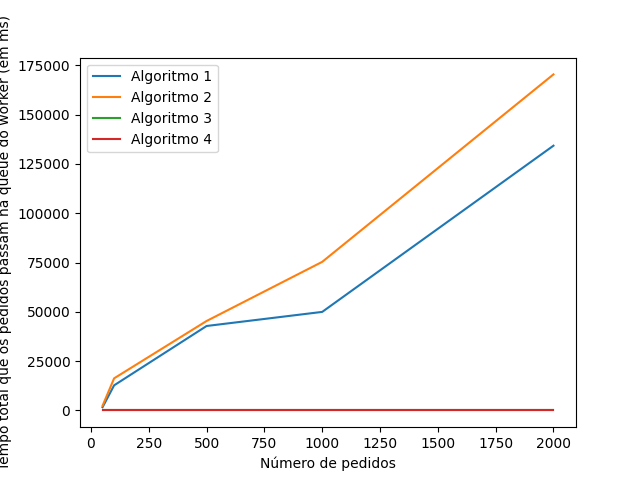 Tempo total que os pedidos passam na queue do worker (em ms)
175000
150000
125000
100000
75000
50000
25000
0
Algoritmo 1
Algoritmo 2
Algoritmo 3
Algoritmo 4
0 250 500 750 1000 1250 1500 1750 2000
Número de pedidos